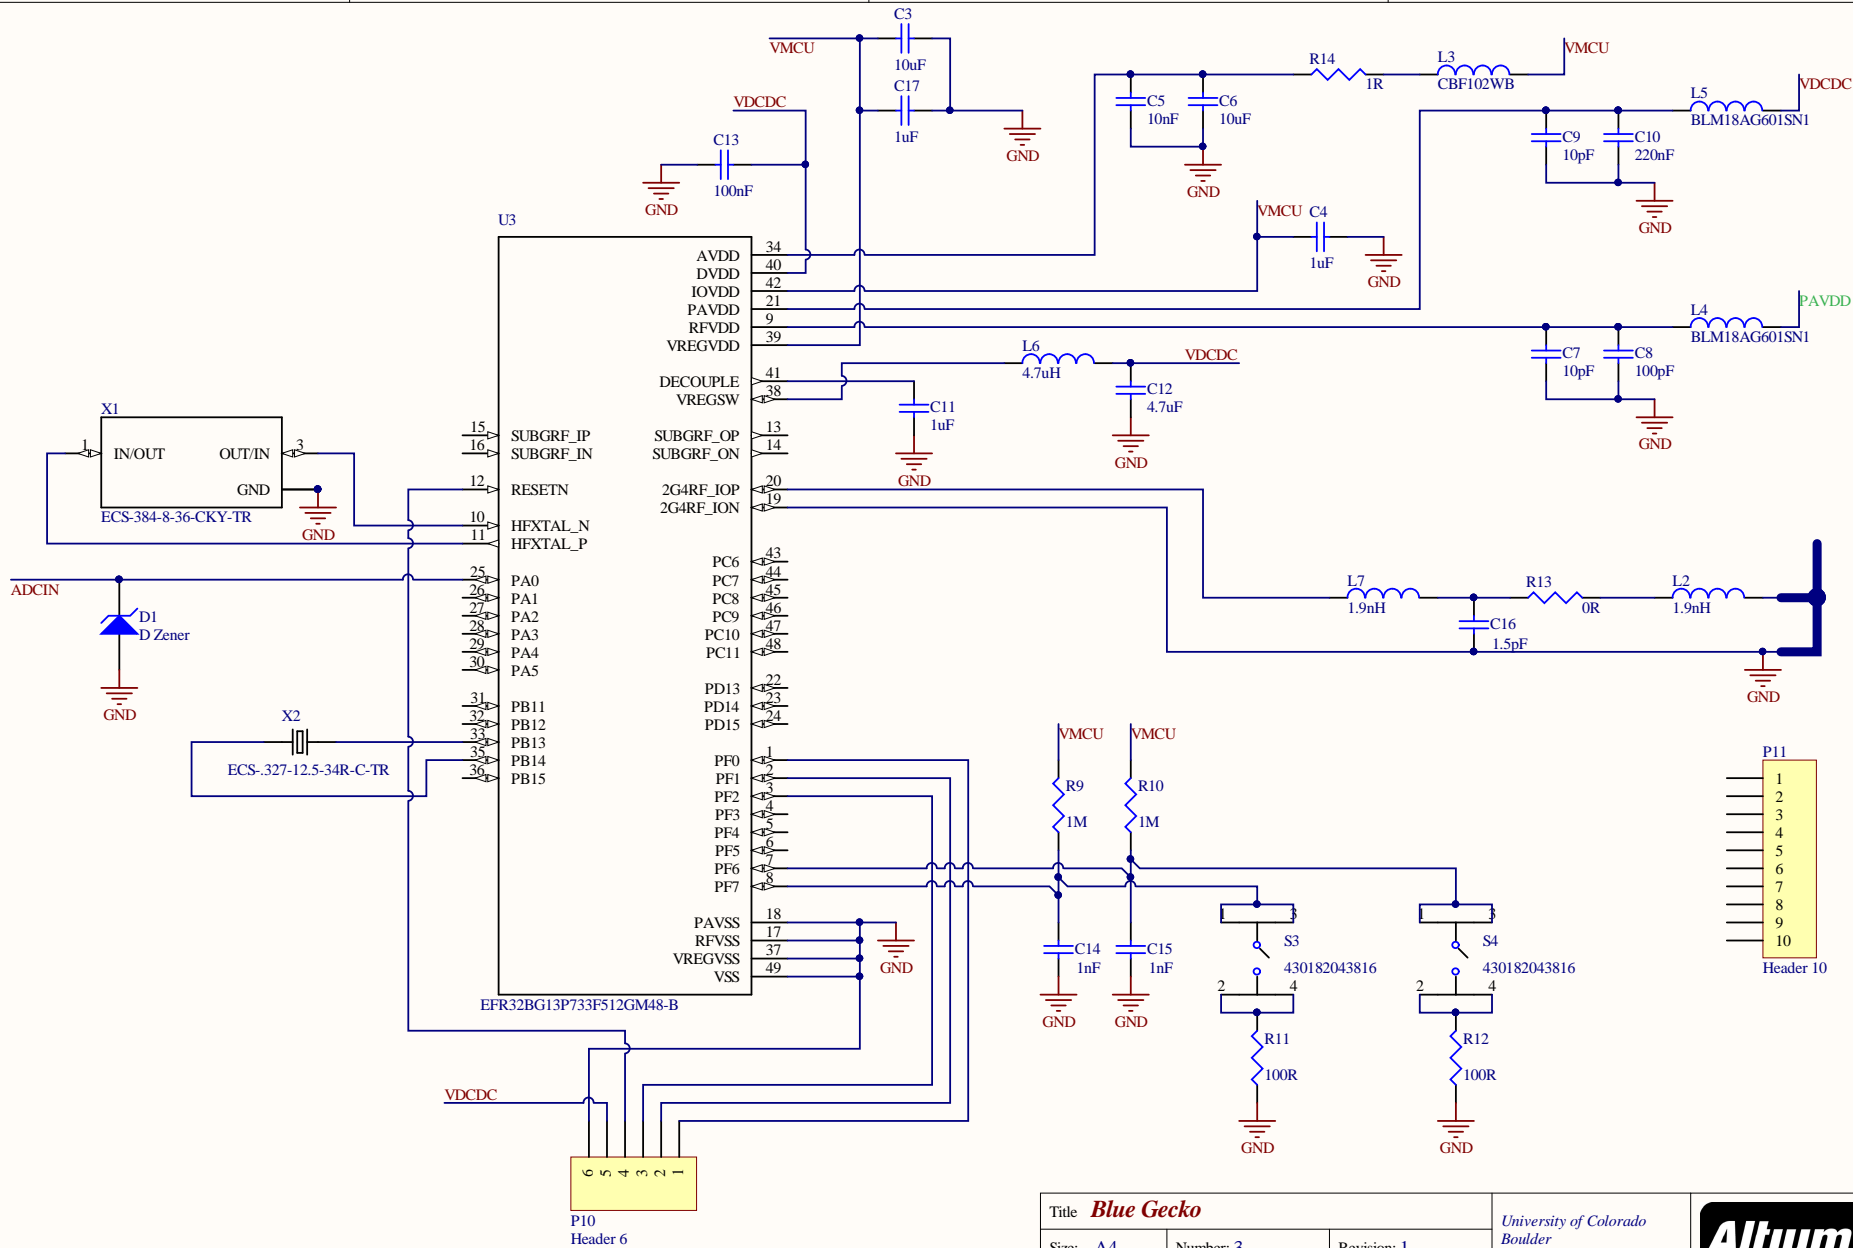 C3
VMCU
10uF
C17
1uF
GND
VDCDC
C13
100nF
GND
R14
1R
L3
CBF102WB
VMCU
C5
10nF
C6
10uF
GND
L5
BLM18AG601SN1
VDCDC
C9
10pF
C10
220nF
GND
VMCU
C4
1uF
GND
L4
BLM18AG601SN1
PAVDD
C7
10pF
C8
100pF
GND
L6
4.7uH
VDCDC
C12
4.7uF
GND
C11
1uF
GND
U3
AVDD 34
DVDD 40
IOVDD 42
PAVDD 21
RFVDD 9
VREGVDD 39
DECOUPLE 41
VREGSW 38
15 SUBGRF_IP
16 SUBGRF_IN
SUBGRF_OP 13
SUBGRF_ON 14
12 RESETN
2G4RF_IOP 20
2G4RF_ION 19
10 HFXTAL_N
11 HFXTAL_P
PC6 43
PC7 44
PC8 45
PC9 46
PC10 47
PC11 48
25 PA0
26 PA1
27 PA2
28 PA3
29 PA4
30 PA5
PD13 22
PD14 23
PD15 24
31 PB11
32 PB12
33 PB13
35 PB14
36 PB15
PF0 1
PF1 2
PF2 3
PF3 4
PF4 5
PF5 6
PF6 7
PF7 8
PAVSS 18
RFVSS 17
VREGVSS 37
VSS 49
GND
EFR32BG13P733F512GM48-B
X1
1 IN/OUT OUT/IN 3
GND
ECS-384-8-36-CKY-TR
GND
ADCIN
D1
D Zener
GND
X2
ECS-.327-12.5-34R-C-TR
L7
1.9nH
R13
0R
L2
1.9nH
C16
1.5pF
GND
VMCU
VMCU
R9
1M
R10
1M
C14
1nF
C15
1nF
GND
GND
1 3
S3
430182043816
2 4
R11
100R
GND
1 3
S4
430182043816
2 4
R12
100R
GND
P11
1
2
3
4
5
6
7
8
9
10
Header 10
VDCDC
6 5 4 3 2 1
P10
Header 6
Title Blue Gecko
Size: A4
Number: 3
Revision: 1
University of Colorado
Boulder
Altium